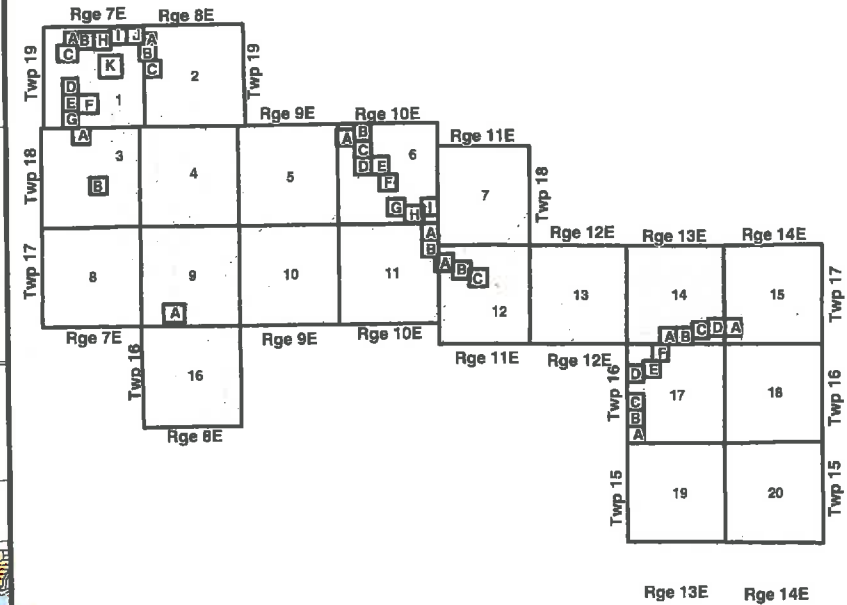 Rge 7E Rge 8E
Twp 19 A B H I J A Twp 19
C B
K C
2
D
E F 1
G
Rge 9E Rge 10E
A A B
Rge 11E
3 4 5 C 6
D E
Twp 18 B F 7 Twp 18
G H I
A Rge 12E Rge 13E Rge 14E
B
Twp 17 8 9 10 11 A B C 13 14 15 Twp 17
A 12
A B C D A
Rge 7E Rge 9E Rge 10E
Rge 11E Rge 12E F
Twp 16 16 Twp 16 D E 17 18 Twp 16
C
B
Rge 8E A
Twp 15 19 20 Twp 15
Rge 13E Rge 14E